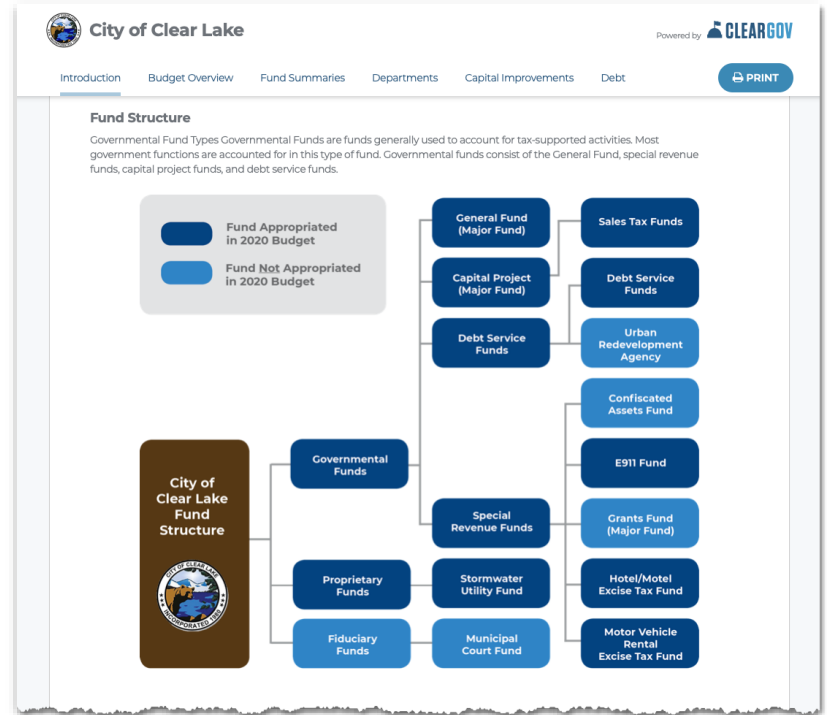 City of Clear Lake
Powered by CLEARGOV
Introduction Budget Overview Fund Summaries Departments Capital Improvements Debt PRINT
Fund Structure
Governmental Fund Types Governmental Funds are funds generally used to account for tax-supported activities. Most
government functions are accounted for in this type of fund. Governmental funds consist of the General Fund, special revenue
funds, capital project funds, and debt service funds.
Fund Appropriated
in 2020 Budget
Fund Not Appropriated
in 2020 Budget
General Fund
(Major Fund)
Sales Tax Funds
Capital Project
(Major Fund)
Debt Service
Funds
Debt Service
Funds
Urban
Redevelopment
Agency
Confiscated
Assets Fund
Governmental
Funds
E911 Fund
City of
Clear Lake
Fund
Structure
CITY OF CLEAR LAKE
INCORPORATED 1980
Special
Revenue Funds
Grants Fund
(Major Fund)
Proprietary
Funds
Stormwater
Utility Fund
Hotel/Motel
Excise Tax Fund
Fiduciary
Funds
Municipal
Court Fund
Motor Vehicle
Rental
Excise Tax Fund